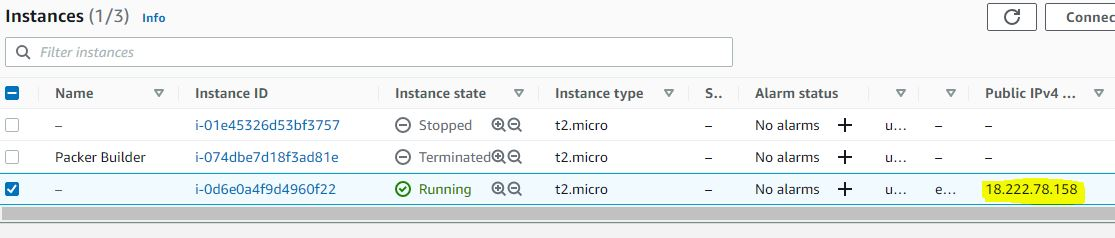 Instances (1/3) Info Connec
Filter instances
Name Instance ID Instance state Instance type S.. Alarm status Public IPv4 ...
– i-01e45326d53bf3757 Stopped t2.micro – No alarms + u... – –
Packer Builder i-074dbe7d18f3ad81e Terminated t2.micro – No alarms + u... – –
– i-0d6e0a4f9d4960f22 Running t2.micro – No alarms + u... e... 18.222.78.158